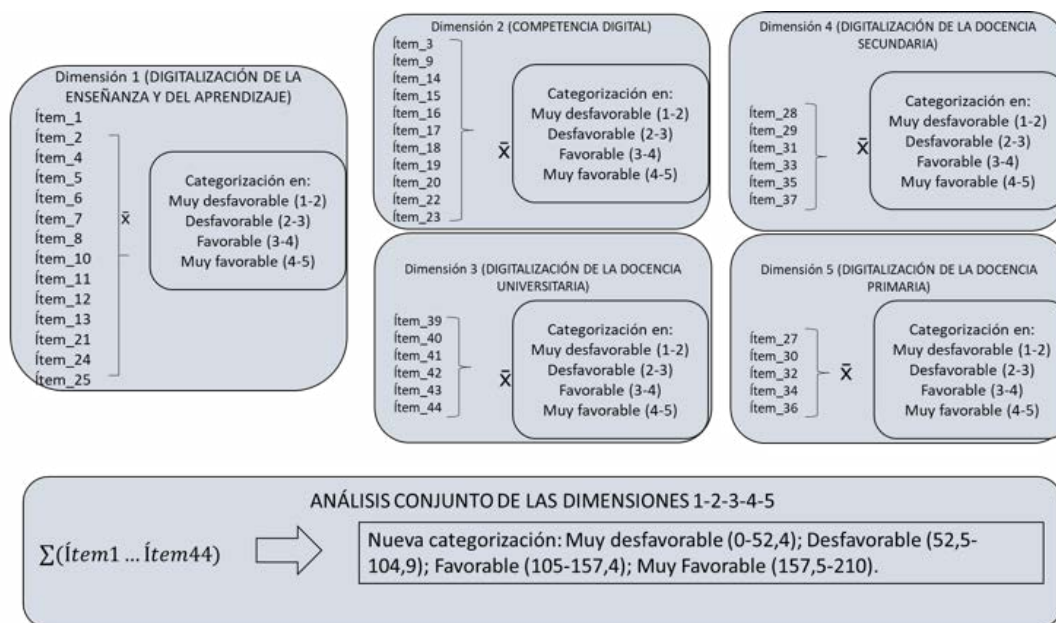 Dimensión 1 (DIGITALIZACIÓN DE LA
ENSEÑANZA Y DEL APRENDIZAJE)
Ítem_1
Ítem_2
Ítem_4
Ítem_5
Ítem_6
Ítem_7
Ítem_8
Ítem_10
Ítem_11
Ítem_12
Ítem_13
Ítem_21
Ítem_24
Ítem_25
x̄
Categorización en:
Muy desfavorable (1-2)
Desfavorable (2-3)
Favorable (3-4)
Muy favorable (4-5)
Dimensión 2 (COMPETENCIA DIGITAL)
Ítem_3
Ítem_9
Ítem_14
Ítem_15
Ítem_16
Ítem_17
Ítem_18
Ítem_19
Ítem_20
Ítem_22
Ítem_23
x̄
Categorización en:
Muy desfavorable (1-2)
Desfavorable (2-3)
Favorable (3-4)
Muy favorable (4-5)
Dimensión 4 (DIGITALIZACIÓN DE LA DOCENCIA
SECUNDARIA)
Ítem_28
Ítem_29
Ítem_31
Ítem_33
Ítem_35
Ítem_37
x̄
Categorización en:
Muy desfavorable (1-2)
Desfavorable (2-3)
Favorable (3-4)
Muy favorable (4-5)
Dimensión 3 (DIGITALIZACIÓN DE LA DOCENCIA
UNIVERSITARIA)
Ítem_39
Ítem_40
Ítem_41
Ítem_42
Ítem_43
Ítem_44
x̄
Categorización en:
Muy desfavorable (1-2)
Desfavorable (2-3)
Favorable (3-4)
Muy favorable (4-5)
Dimensión 5 (DIGITALIZACIÓN DE LA DOCENCIA
PRIMARIA)
Ítem_27
Ítem_30
Ítem_32
Ítem_34
Ítem_36
x̄
Categorización en:
Muy desfavorable (1-2)
Desfavorable (2-3)
Favorable (3-4)
Muy favorable (4-5)
ANÁLISIS CONJUNTO DE LAS DIMENSIONES 1-2-3-4-5
∑(Ítem1 … Ítem44)
Nueva categorización: Muy desfavorable (0-52,4); Desfavorable (52,5-
104,9); Favorable (105-157,4); Muy Favorable (157,5-210).